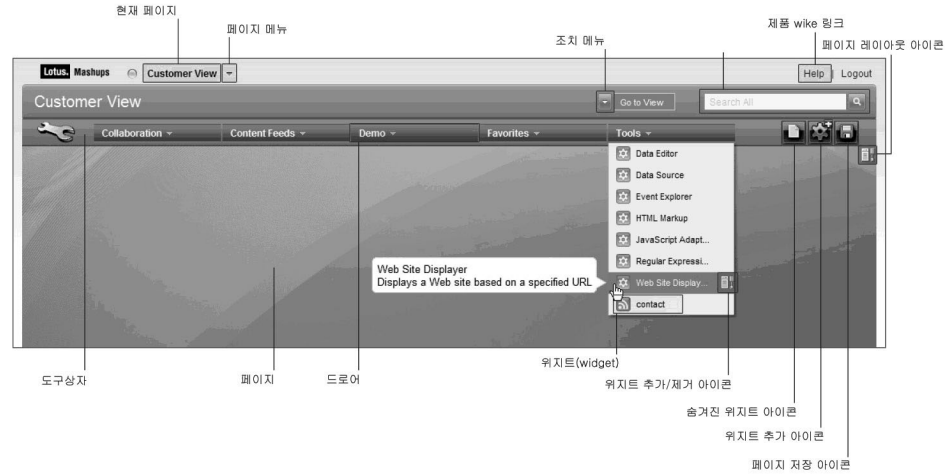 현재 페이지
페이지 메뉴
조치 메뉴
제품 wike 링크
페이지 레이아웃 아이콘
Lotus. Mashups Customer View Help | Logout
Customer View Go to View Search All
Collaboration Content Feeds Demo Favorites Tools
Data Editor
Data Source
Event Explorer
HTML Markup
JavaScript Adapt...
Regular Expressi...
Web Site Displayer
Displays a Web site based on a specified URL
Web Site Display...
contact
도구상자
페이지
드로어
위지트(widget)
위지트 추가/제거 아이콘
숨겨진 위지트 아이콘
위지트 추가 아이콘
페이지 저장 아이콘